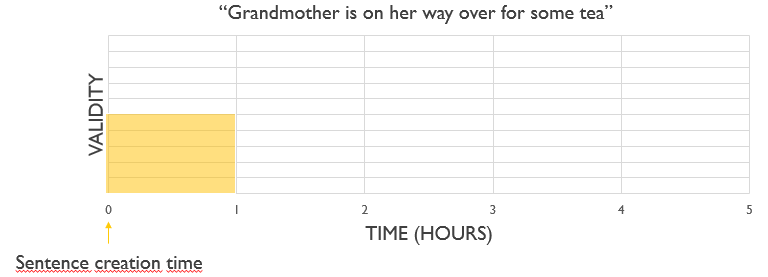 “Grandmother is on her way over for some tea”
VALIDITY
0 1 2 3 4 5
TIME (HOURS)
Sentence creation time